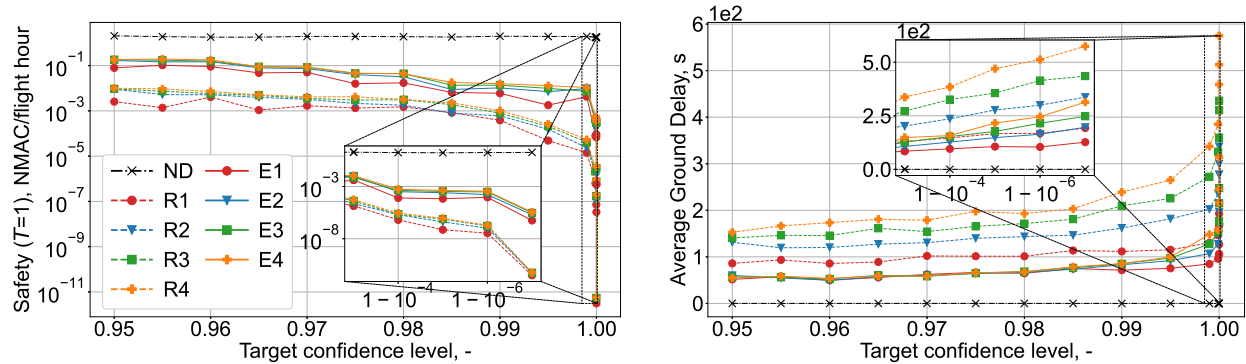 Safety (T=1), NMAC/flight hour
10⁻¹
10⁻³
10⁻⁵
10⁻⁷
10⁻⁹
10⁻¹¹
ND
R1
R2
R3
R4
E1
E2
E3
E4
10⁻³
10⁻⁸
1 − 10⁻⁴
1 − 10⁻⁶
0.95
0.96
0.97
0.98
0.99
1.00
Target confidence level, -
Average Ground Delay, s
6e2
6
5
4
3
2
1e2
0
6e2
5.0
2.5
0.0
1 − 10⁻⁴
1 − 10⁻⁶
0.95
0.96
0.97
0.98
0.99
1.00
Target confidence level, -